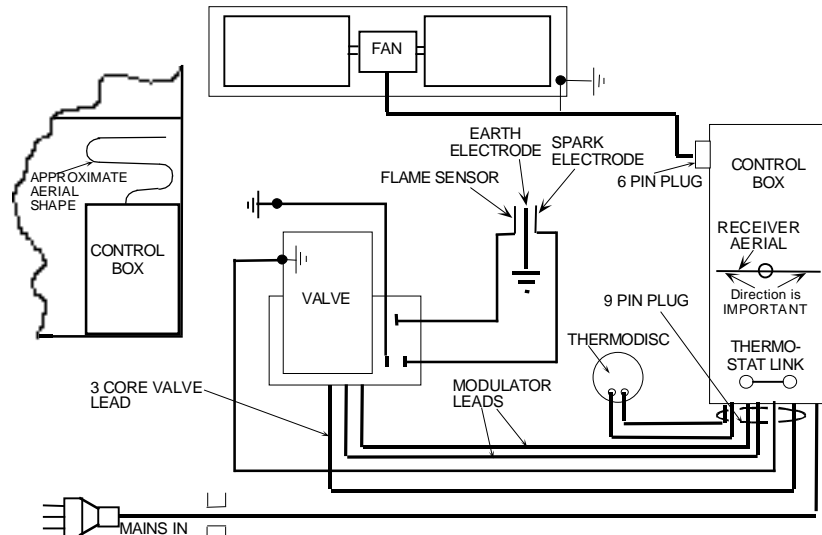 FAN
EARTH
ELECTRODE
SPARK
ELECTRODE
FLAME SENSOR
6 PIN PLUG
CONTROL
BOX
APPROXIMATE
AERIAL
SHAPE
CONTROL
BOX
RECEIVER
AERIAL
Direction is
IMPORTANT
9 PIN PLUG
VALVE
THERMODISC
THERMO-
STAT LINK
3 CORE VALVE
LEAD
MODULATOR
LEADS
MAINS IN